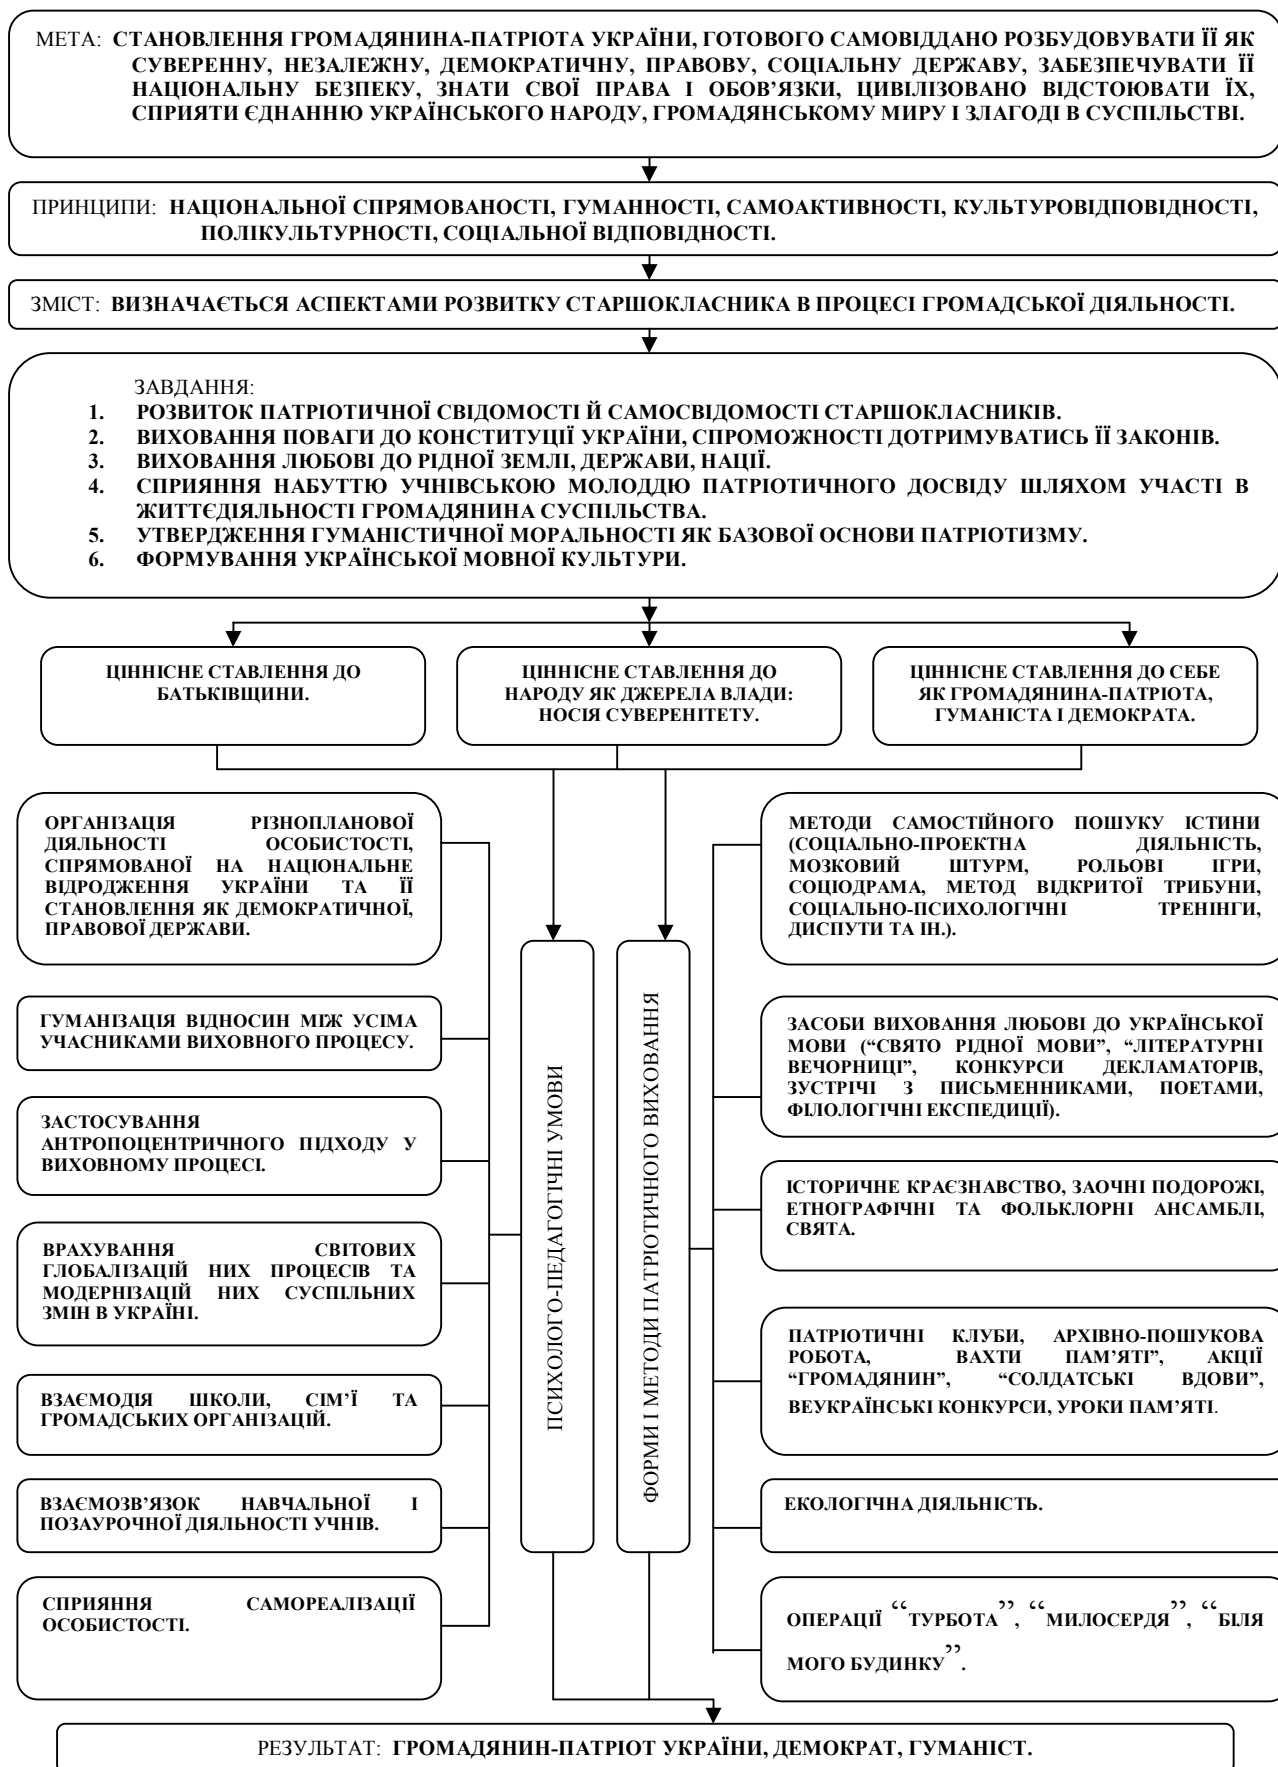 МЕТА: СТАНОВЛЕННЯ ГРОМАДЯНИНА-ПАТРІОТА УКРАЇНИ, ГОТОВОГО САМОВІДДАНО РОЗБУДОВУВАТИ ЇЇ ЯК
СУВЕРЕННУ, НЕЗАЛЕЖНУ, ДЕМОКРАТИЧНУ, ПРАВОВУ, СОЦІАЛЬНУ ДЕРЖАВУ, ЗАБЕЗПЕЧУВАТИ ЇЇ
НАЦІОНАЛЬНУ БЕЗПЕКУ, ЗНАТИ СВОЇ ПРАВА І ОБОВ’ЯЗКИ, ЦИВІЛІЗОВАНО ВІДСТОЮВАТИ ЇХ,
СПРИЯТИ ЄДНАННЮ УКРАЇНСЬКОГО НАРОДУ, ГРОМАДЯНСЬКОМУ МИРУ І ЗЛАГОДІ В СУСПІЛЬСТВІ.
ПРИНЦИПИ: НАЦІОНАЛЬНОЇ СПРЯМОВАНОСТІ, ГУМАННОСТІ, САМОАКТИВНОСТІ, КУЛЬТУРОВІДПОВІДНОСТІ,
ПОЛІКУЛЬТУРНОСТІ, СОЦІАЛЬНОЇ ВІДПОВІДНОСТІ.
ЗМІСТ: ВИЗНАЧАЄТЬСЯ АСПЕКТАМИ РОЗВИТКУ СТАРШОКЛАСНИКА В ПРОЦЕСІ ГРОМАДСЬКОЇ ДІЯЛЬНОСТІ.
ЗАВДАННЯ:
1. РОЗВИТОК ПАТРІОТИЧНОЇ СВІДОМОСТІ Й САМОСВІДОМОСТІ СТАРШОКЛАСНИКІВ.
2. ВИХОВАННЯ ПОВАГИ ДО КОНСТИТУЦІЇ УКРАЇНИ, СПРОМОЖНОСТІ ДОТРИМУВАТИСЬ ЇЇ ЗАКОНІВ.
3. ВИХОВАННЯ ЛЮБОВІ ДО РІДНОЇ ЗЕМЛІ, ДЕРЖАВИ, НАЦІЇ.
4. СПРИЯННЯ НАБУТТЮ УЧНІВСЬКОЮ МОЛОДДЮ ПАТРІОТИЧНОГО ДОСВІДУ ШЛЯХОМ УЧАСТІ В
ЖИТТЄДІЯЛЬНОСТІ ГРОМАДЯНИНА СУСПІЛЬСТВА.
5. УТВЕРДЖЕННЯ ГУМАНІСТИЧНОЇ МОРАЛЬНОСТІ ЯК БАЗОВОЇ ОСНОВИ ПАТРІОТИЗМУ.
6. ФОРМУВАННЯ УКРАЇНСЬКОЇ МОВНОЇ КУЛЬТУРИ.
ЦІННІСНЕ СТАВЛЕННЯ ДО
БАТЬКІВЩИНИ.
ЦІННІСНЕ СТАВЛЕННЯ ДО
НАРОДУ ЯК ДЖЕРЕЛА ВЛАДИ:
НОСІЯ СУВЕРЕНІТЕТУ.
ЦІННІСНЕ СТАВЛЕННЯ ДО СЕБЕ
ЯК ГРОМАДЯНИНА-ПАТРІОТА,
ГУМАНІСТА І ДЕМОКРАТА.
ОРГАНІЗАЦІЯ РІЗНОПЛАНОВОЇ
ДІЯЛЬНОСТІ ОСОБИСТОСТІ,
СПРЯМОВАНОЇ НА НАЦІОНАЛЬНЕ
ВІДРОДЖЕННЯ УКРАЇНИ ТА ЇЇ
СТАНОВЛЕННЯ ЯК ДЕМОКРАТИЧНОЇ,
ПРАВОВОЇ ДЕРЖАВИ.
ГУМАНІЗАЦІЯ ВІДНОСИН МІЖ УСІМА
УЧАСНИКАМИ ВИХОВНОГО ПРОЦЕСУ.
ЗАСТОСУВАННЯ
АНТРОПОЦЕНТРИЧНОГО ПІДХОДУ У
ВИХОВНОМУ ПРОЦЕСІ.
ВРАХУВАННЯ СВІТОВИХ
ГЛОБАЛІЗАЦІЙ НИХ ПРОЦЕСІВ ТА
МОДЕРНІЗАЦІЙ НИХ СУСПІЛЬНИХ
ЗМІН В УКРАЇНІ.
ВЗАЄМОДІЯ ШКОЛИ, СІМ’Ї ТА
ГРОМАДСЬКИХ ОРГАНІЗАЦІЙ.
ВЗАЄМОЗВ’ЯЗОК НАВЧАЛЬНОЇ І
ПОЗАУРОЧНОЇ ДІЯЛЬНОСТІ УЧНІВ.
СПРИЯННЯ САМОРЕАЛІЗАЦІЇ
ОСОБИСТОСТІ.
ПСИХОЛОГО-ПЕДАГОГІЧНІ УМОВИ
ФОРМИ І МЕТОДИ ПАТРІОТИЧНОГО ВИХОВАННЯ
МЕТОДИ САМОСТІЙНОГО ПОШУКУ ІСТИНИ
(СОЦІАЛЬНО-ПРОЕКТНА ДІЯЛЬНІСТЬ,
МОЗКОВИЙ ШТУРМ, РОЛЬОВІ ІГРИ,
СОЦІОДРАМА, МЕТОД ВІДКРИТОЇ ТРИБУНИ,
СОЦІАЛЬНО-ПСИХОЛОГІЧНІ ТРЕНІНГИ,
ДИСПУТИ ТА ІН.).
ЗАСОБИ ВИХОВАННЯ ЛЮБОВІ ДО УКРАЇНСЬКОЇ
МОВИ (“СВЯТО РІДНОЇ МОВИ”, “ЛІТЕРАТУРНІ
ВЕЧОРНИЦІ”, КОНКУРСИ ДЕКЛАМАТОРІВ,
ЗУСТРІЧІ З ПИСЬМЕННИКАМИ, ПОЕТАМИ,
ФІЛОЛОГІЧНІ ЕКСПЕДИЦІЇ).
ІСТОРИЧНЕ КРАЄЗНАВСТВО, ЗАОЧНІ ПОДОРОЖІ,
ЕТНОГРАФІЧНІ ТА ФОЛЬКЛОРНІ АНСАМБЛІ,
СВЯТА.
ПАТРІОТИЧНІ КЛУБИ, АРХІВНО-ПОШУКОВА
РОБОТА, ВАХТИ ПАМ’ЯТІ”, АКЦІЇ
“ГРОМАДЯНИН”, “СОЛДАТСЬКІ ВДОВИ”,
ВЕУКРАЇНСЬКІ КОНКУРСИ, УРОКИ ПАМ’ЯТІ.
ЕКОЛОГІЧНА ДІЯЛЬНІСТЬ.
ОПЕРАЦІЇ “ТУРБОТА”, “МИЛОСЕРДЯ”, “БІЛЯ
МОГО БУДИНКУ”.
РЕЗУЛЬТАТ: ГРОМАДЯНИН-ПАТРІОТ УКРАЇНИ, ДЕМОКРАТ, ГУМАНІСТ.